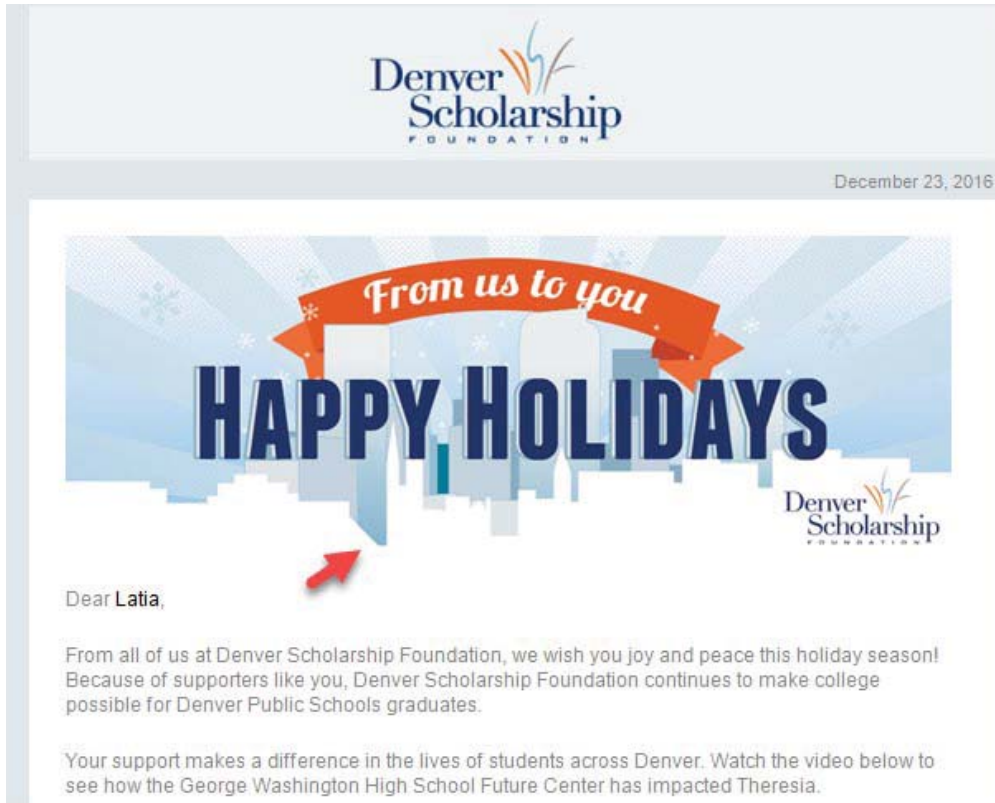 Denver
Scholarship
FOUNDATION
December 23, 2016
From us to you
HAPPY HOLIDAYS
Denver
Scholarship
FOUNDATION
Dear Latia,
From all of us at Denver Scholarship Foundation, we wish you joy and peace this holiday season!
Because of supporters like you, Denver Scholarship Foundation continues to make college
possible for Denver Public Schools graduates.
Your support makes a difference in the lives of students across Denver. Watch the video below to
see how the George Washington High School Future Center has impacted Theresia.